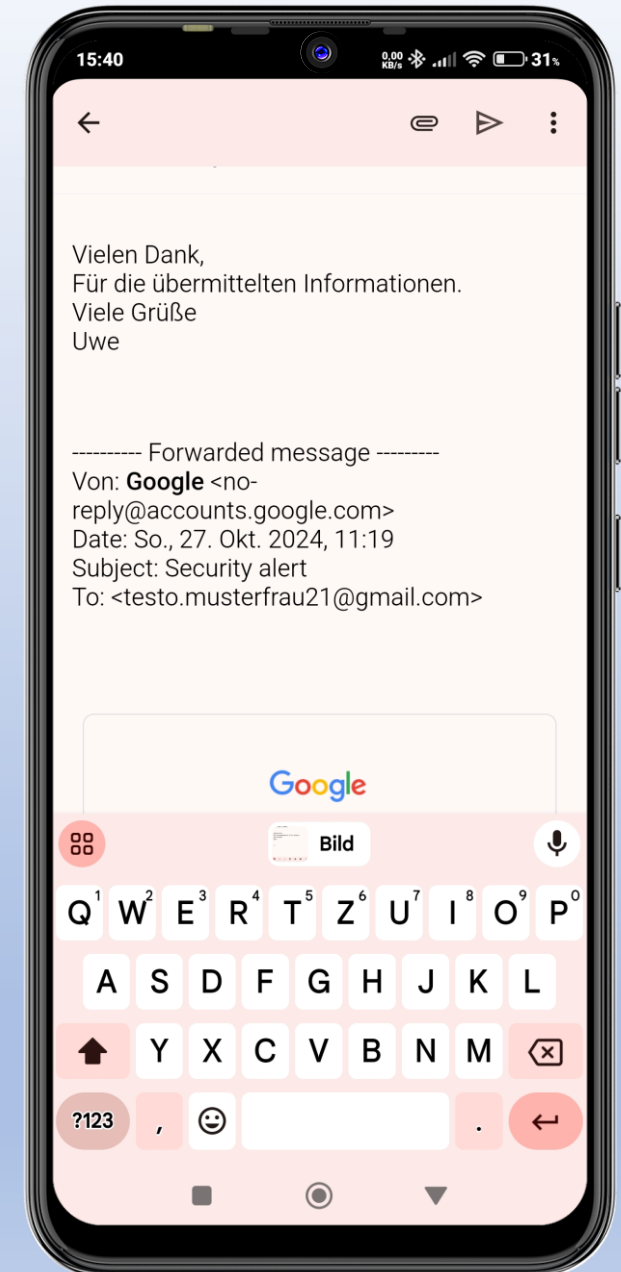 15:40
0,00
KB/s
31%
Vielen Dank,
Für die übermittelten Informationen.
Viele Grüße
Uwe
---------- Forwarded message ---------
Von: Google <no-
reply@accounts.google.com>
Date: So., 27. Okt. 2024, 11:19
Subject: Security alert
To: <testo.musterfrau21@gmail.com>
Google
Bild
Q1 W2 E3 R4 T5 Z6 U7 I8 O9 P0
A S D F G H J K L
Y X C V B N M
?123 , .